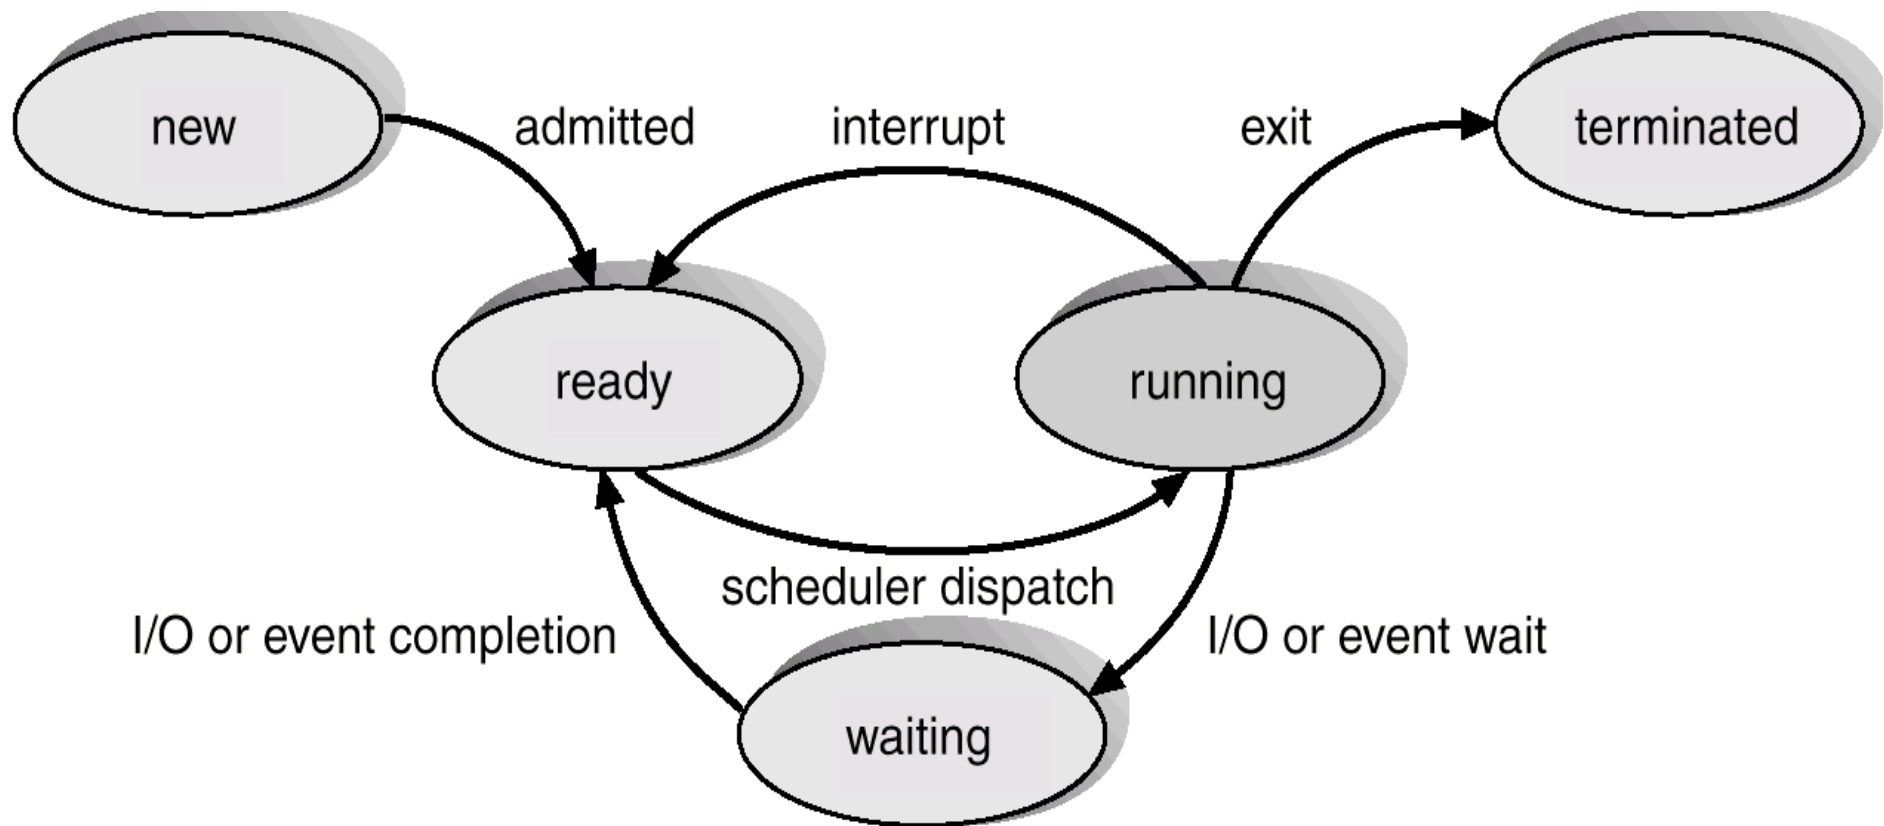 new
admitted
interrupt
exit
terminated
ready
running
scheduler dispatch
I/O or event completion
I/O or event wait
waiting